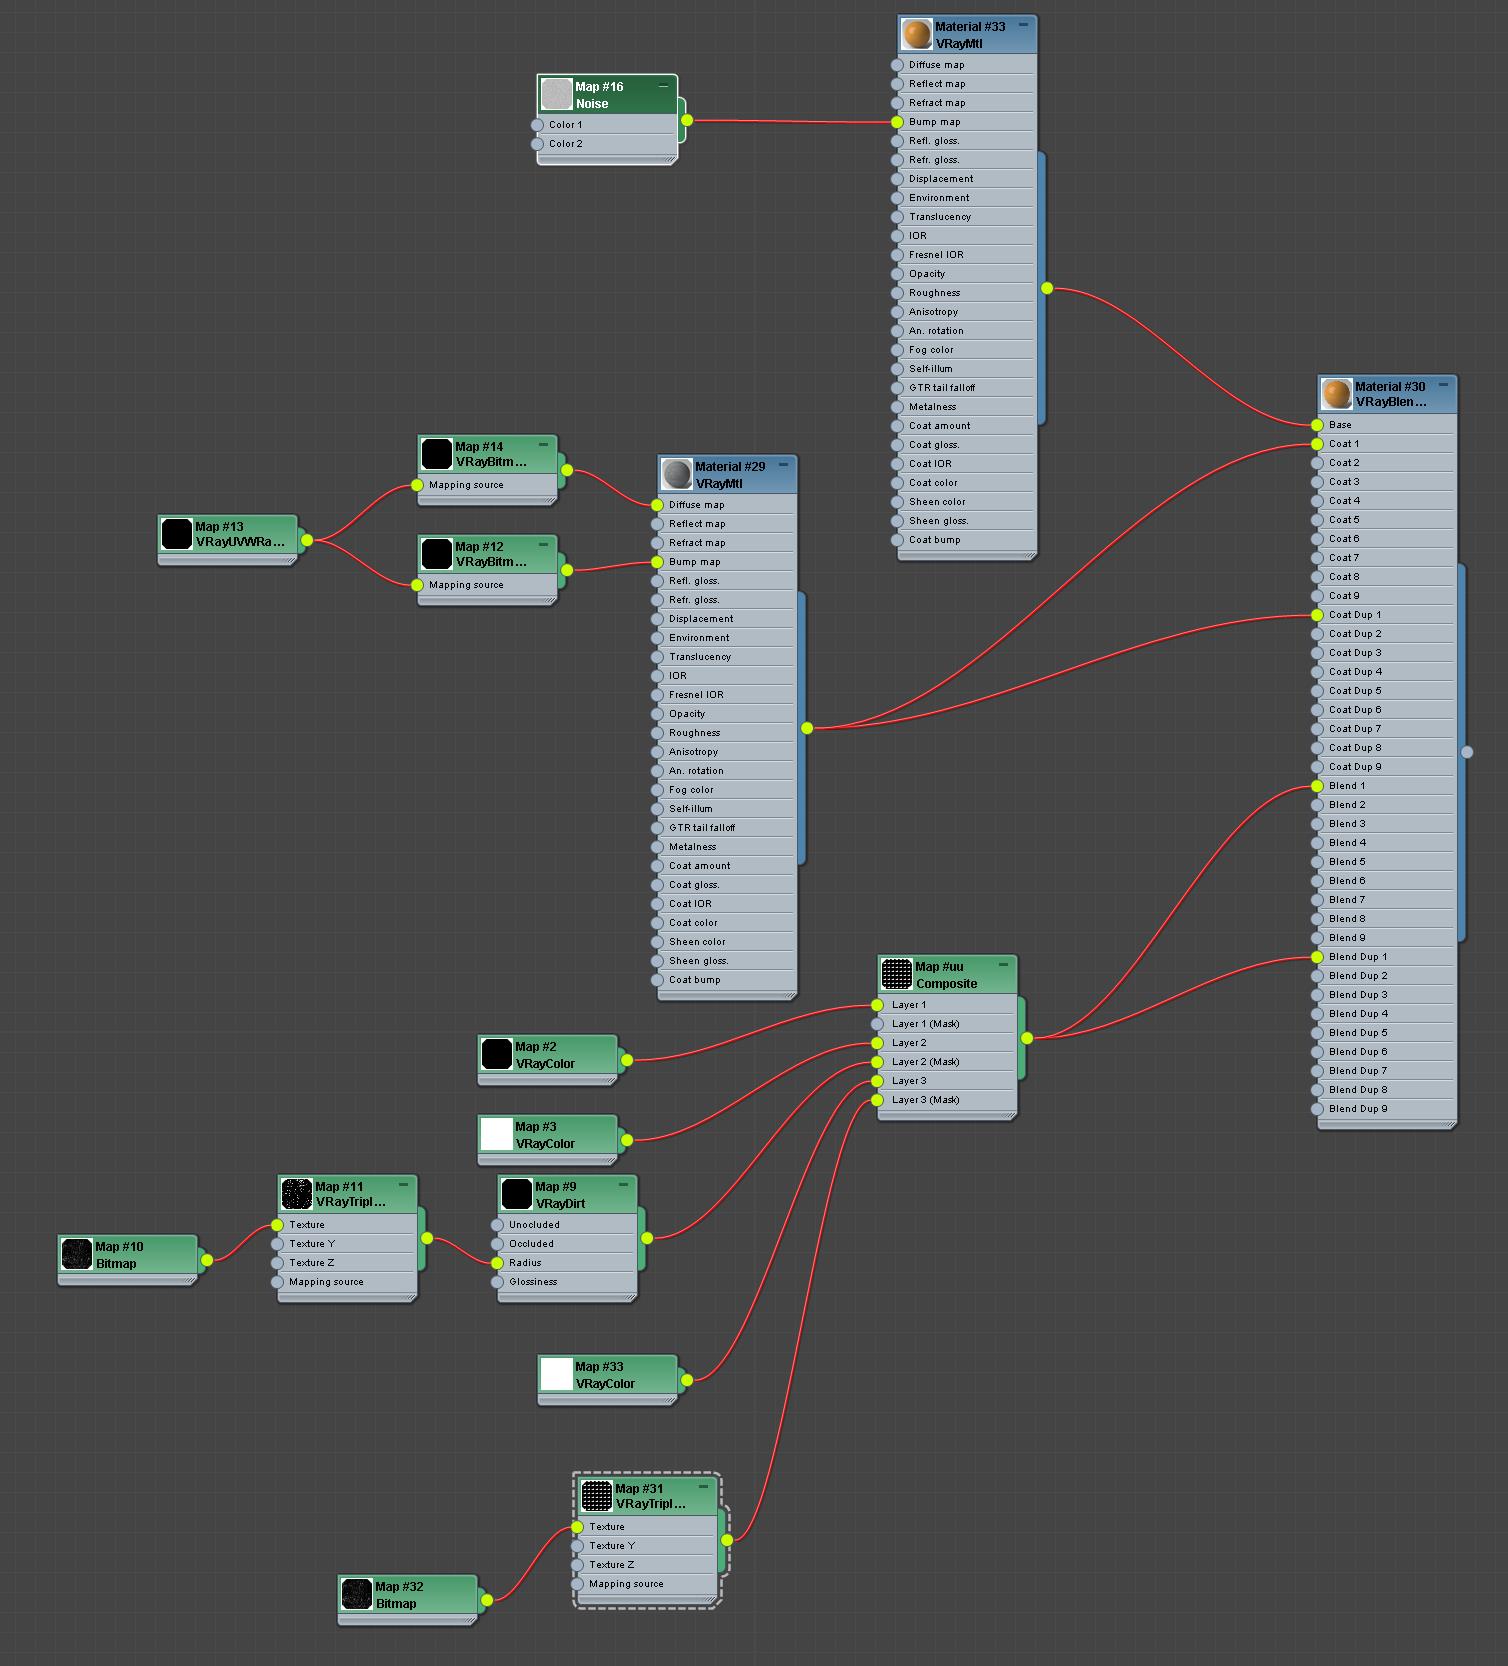 Material #33
VRayMtl
Diffuse map
Reflect map
Refract map
Bump map
Refl. gloss.
Refr. gloss.
Displacement
Environment
Translucency
IOR
Fresnel IOR
Opacity
Roughness
Anisotropy
An. rotation
Fog color
Self-illum
GTR tail falloff
Metalness
Coat amount
Coat gloss.
Coat IOR
Coat color
Sheen color
Sheen gloss.
Coat bump
Map #16
Noise
Color 1
Color 2
Material #30
VRayBlen...
Base
Coat 1
Coat 2
Coat 3
Coat 4
Coat 5
Coat 6
Coat 7
Coat 8
Coat 9
Coat Dup 1
Coat Dup 2
Coat Dup 3
Coat Dup 4
Coat Dup 5
Coat Dup 6
Coat Dup 7
Coat Dup 8
Coat Dup 9
Blend 1
Blend 2
Blend 3
Blend 4
Blend 5
Blend 6
Blend 7
Blend 8
Blend 9
Blend Dup 1
Blend Dup 2
Blend Dup 3
Blend Dup 4
Blend Dup 5
Blend Dup 6
Blend Dup 7
Blend Dup 8
Blend Dup 9
Map #14
VRayBitm...
Mapping source
Map #13
VRayUVWRa...
Map #12
VRayBitm...
Mapping source
Material #29
VRayMtl
Diffuse map
Reflect map
Refract map
Bump map
Refl. gloss.
Refr. gloss.
Displacement
Environment
Translucency
IOR
Fresnel IOR
Opacity
Roughness
Anisotropy
An. rotation
Fog color
Self-illum
GTR tail falloff
Metalness
Coat amount
Coat gloss.
Coat IOR
Coat color
Sheen color
Sheen gloss.
Coat bump
Map #uu
Composite
Layer 1
Layer 1 (Mask)
Layer 2
Layer 2 (Mask)
Layer 3
Layer 3 (Mask)
Map #2
VRayColor
Map #3
VRayColor
Map #11
VRayTripl...
Texture
Texture Y
Texture Z
Mapping source
Map #9
VRayDirt
Unocluded
Occluded
Radius
Glossiness
Map #10
Bitmap
Map #33
VRayColor
Map #31
VRayTripl...
Texture
Texture Y
Texture Z
Mapping source
Map #32
Bitmap